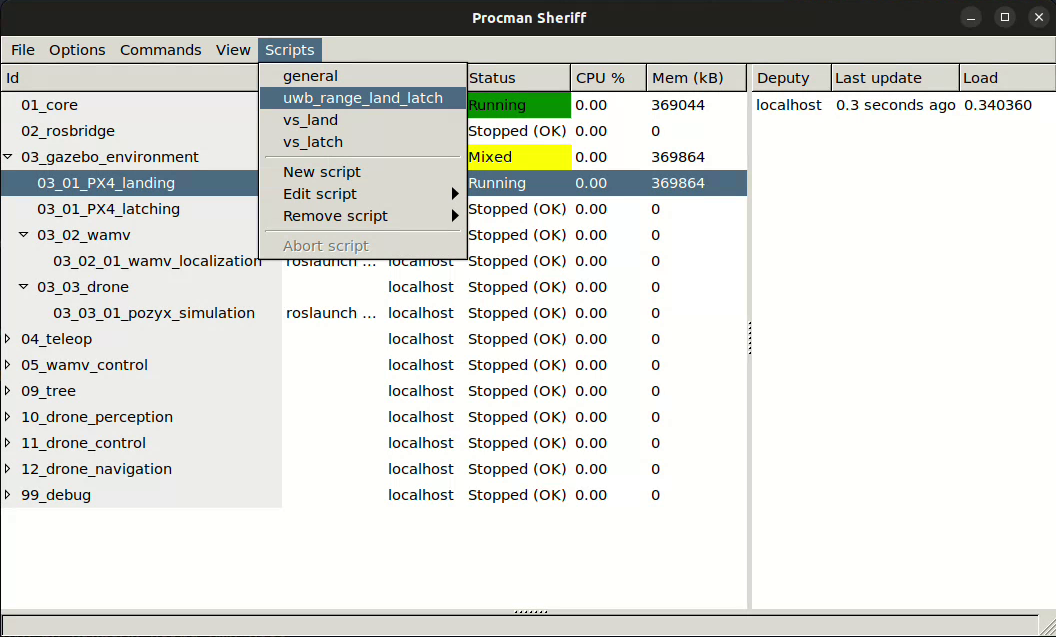 Procman Sheriff
File Options Commands View Scripts
Id Status CPU % Mem (kB) Deputy Last update Load
general
uwb_range_land_latch
vs_land
vs_latch
New script
Edit script
Remove script
Abort script
01_core Running 0.00 369044 localhost 0.3 seconds ago 0.340360
02_rosbridge Stopped (OK) 0.00 0
03_gazebo_environment Mixed 0.00 369864
03_01_PX4_landing Running 0.00 369864
03_01_PX4_latching Stopped (OK) 0.00 0
03_02_wamv Stopped (OK) 0.00 0
03_02_01_wamv_localization roslaunch ... localhost Stopped (OK) 0.00 0
03_03_drone localhost Stopped (OK) 0.00 0
03_03_01_pozyx_simulation roslaunch ... localhost Stopped (OK) 0.00 0
04_teleop localhost Stopped (OK) 0.00 0
05_wamv_control localhost Stopped (OK) 0.00 0
09_tree localhost Stopped (OK) 0.00 0
10_drone_perception localhost Stopped (OK) 0.00 0
11_drone_control localhost Stopped (OK) 0.00 0
12_drone_navigation localhost Stopped (OK) 0.00 0
99_debug localhost Stopped (OK) 0.00 0